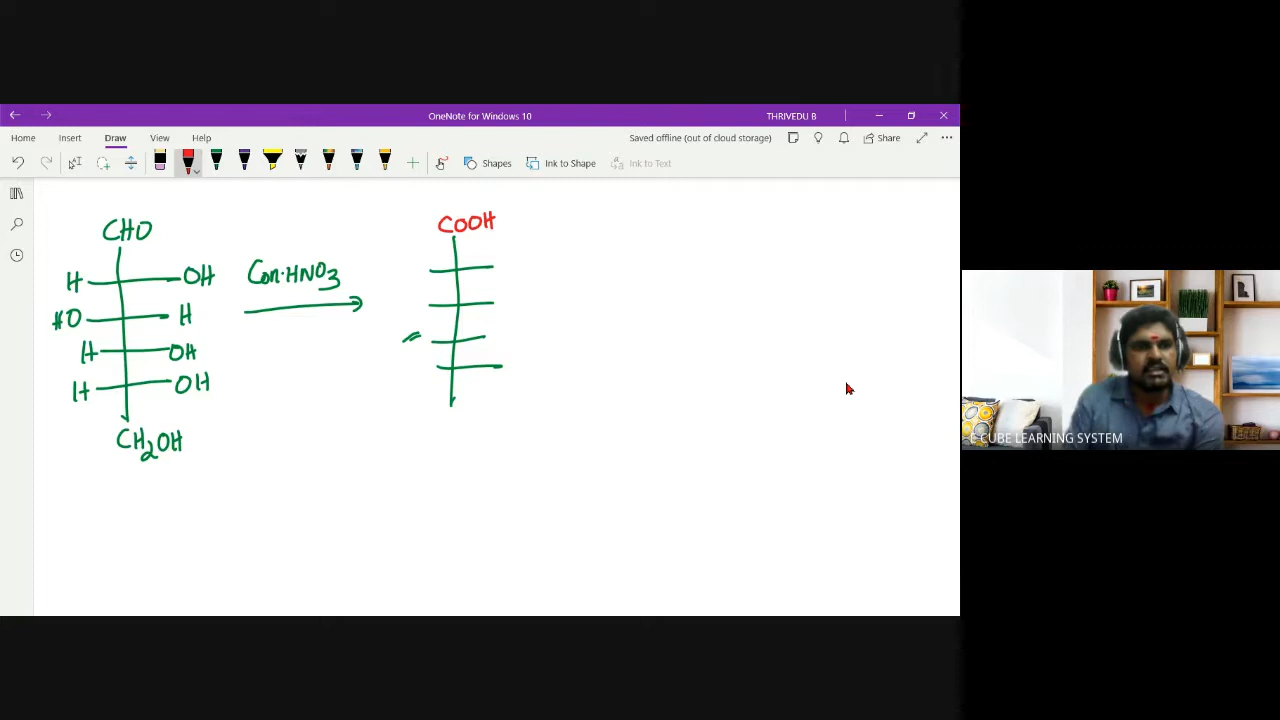 OneNote for Windows 10
THRIVEDU B
Home Insert Draw View Help
Saved offline (out of cloud storage)
Share
Shapes
Ink to Shape
Ink to Text
CHO
H OH
HO H
H OH
H OH
CH2OH
Con.HNO3
COOH
E CUBE LEARNING SYSTEM